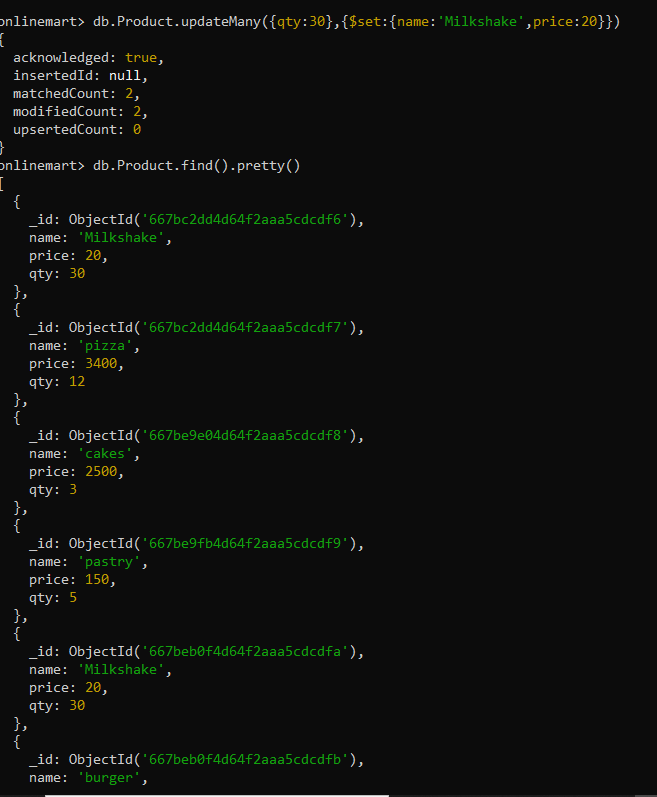 onlinemart> db.Product.updateMany({qty:30},{$set:{name:'Milkshake',price:20}})
{
  acknowledged: true,
  insertedId: null,
  matchedCount: 2,
  modifiedCount: 2,
  upsertedCount: 0
}
onlinemart> db.Product.find().pretty()
[
  {
    _id: ObjectId('667bc2dd4d64f2aaa5cdcdf6'),
    name: 'Milkshake',
    price: 20,
    qty: 30
  },
  {
    _id: ObjectId('667bc2dd4d64f2aaa5cdcdf7'),
    name: 'pizza',
    price: 3400,
    qty: 12
  },
  {
    _id: ObjectId('667be9e04d64f2aaa5cdcdf8'),
    name: 'cakes',
    price: 2500,
    qty: 3
  },
  {
    _id: ObjectId('667be9fb4d64f2aaa5cdcdf9'),
    name: 'pastry',
    price: 150,
    qty: 5
  },
  {
    _id: ObjectId('667beb0f4d64f2aaa5cdcdfa'),
    name: 'Milkshake',
    price: 20,
    qty: 30
  },
  {
    _id: ObjectId('667beb0f4d64f2aaa5cdcdfb'),
    name: 'burger',